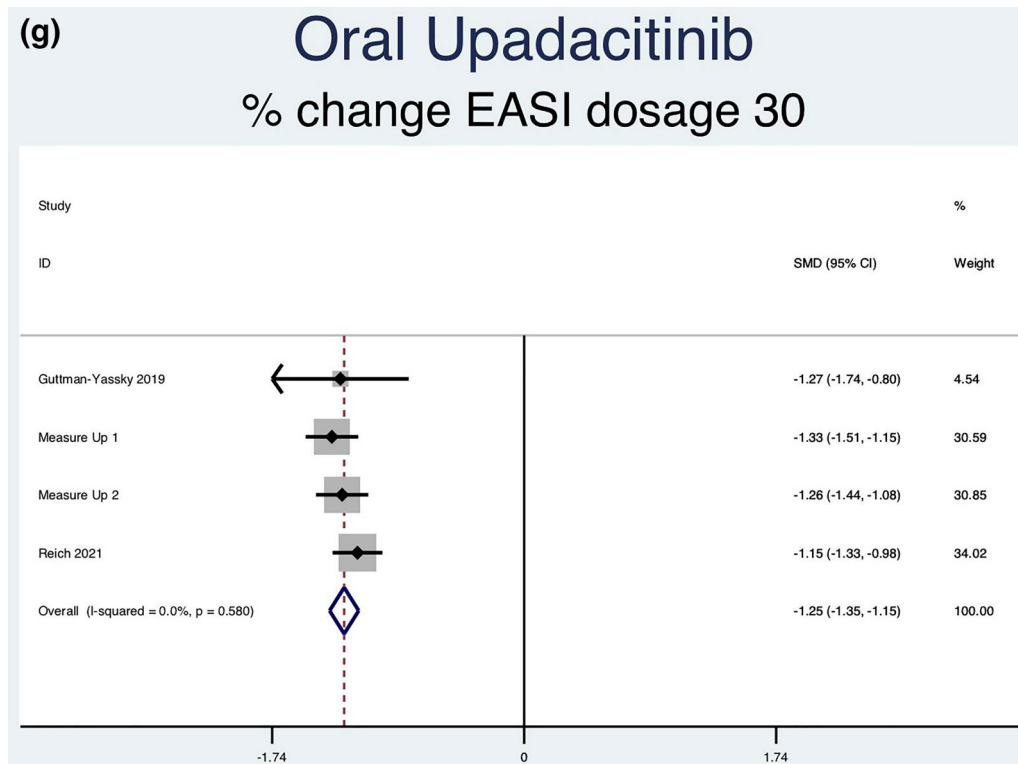 (g)
Oral Upadacitinib
% change EASI dosage 30
Study %
ID SMD (95% CI) Weight
Guttman-Yassky 2019 -1.27 (-1.74, -0.80) 4.54
Measure Up 1 -1.33 (-1.51, -1.15) 30.59
Measure Up 2 -1.26 (-1.44, -1.08) 30.85
Reich 2021 -1.15 (-1.33, -0.98) 34.02
Overall (I-squared = 0.0%, p = 0.580) -1.25 (-1.35, -1.15) 100.00
-1.74 0 1.74